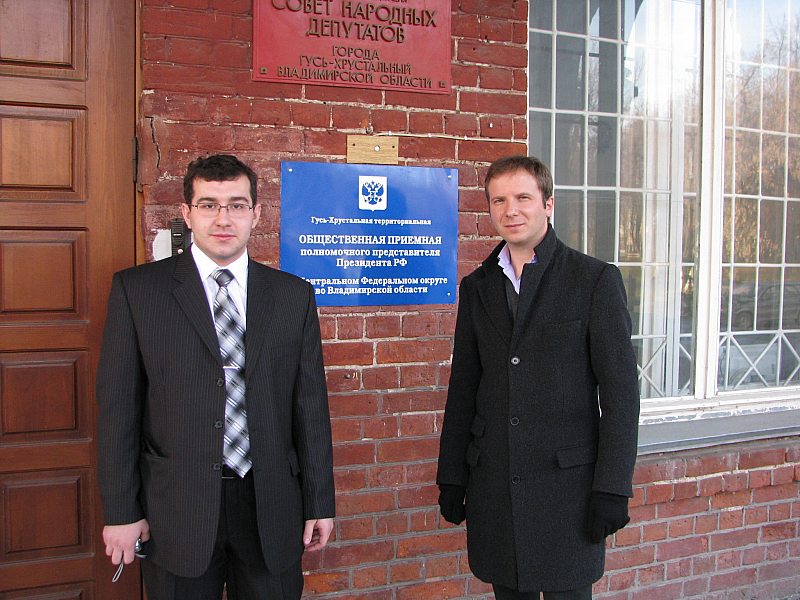 СОВЕТ НАРОДНЫХ
ДЕПУТАТОВ
ГОРОДА
ГУСЬ-ХРУСТАЛЬНЫЙ
ВЛАДИМИРСКОЙ ОБЛАСТИ
Гусь-Хрустальная территориальная
ОБЩЕСТВЕННАЯ ПРИЕМНАЯ
полномочного представителя
Президента РФ
Центральном Федеральном округе
во Владимирской области